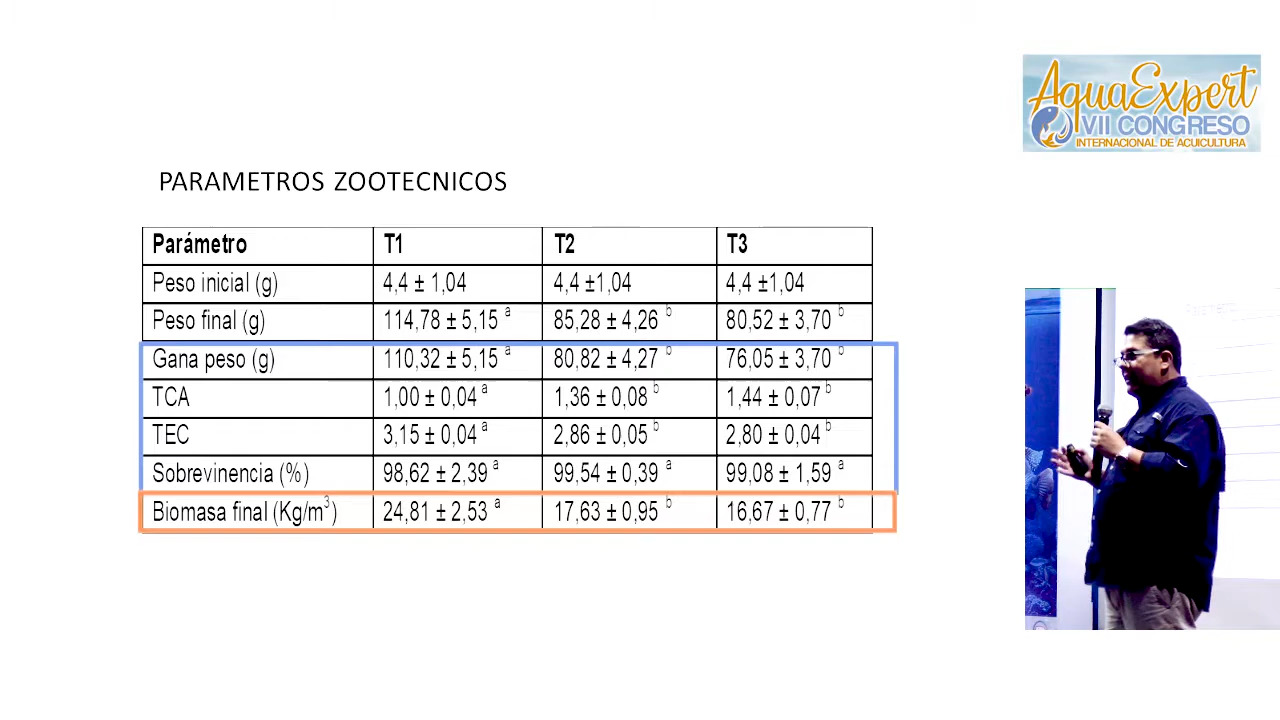 AquaExpert
VII CONGRESO
INTERNACIONAL DE ACUICULTURA
PARAMETROS ZOOTECNICOS
Parámetro T1 T2 T3
Peso inicial (g) 4,4 ± 1,04 4,4 ±1,04 4,4 ±1,04
Peso final (g) 114,78 ± 5,15 a 85,28 ± 4,26 b 80,52 ± 3,70 b
Gana peso (g) 110,32 ± 5,15 a 80,82 ± 4,27 b 76,05 ± 3,70 b
TCA 1,00 ± 0,04 a 1,36 ± 0,08 b 1,44 ± 0,07 b
TEC 3,15 ± 0,04 a 2,86 ± 0,05 b 2,80 ± 0,04 b
Sobrevinencia (%) 98,62 ± 2,39 a 99,54 ± 0,39 a 99,08 ± 1,59 a
Biomasa final (Kg/m3) 24,81 ± 2,53 a 17,63 ± 0,95 b 16,67 ± 0,77 b